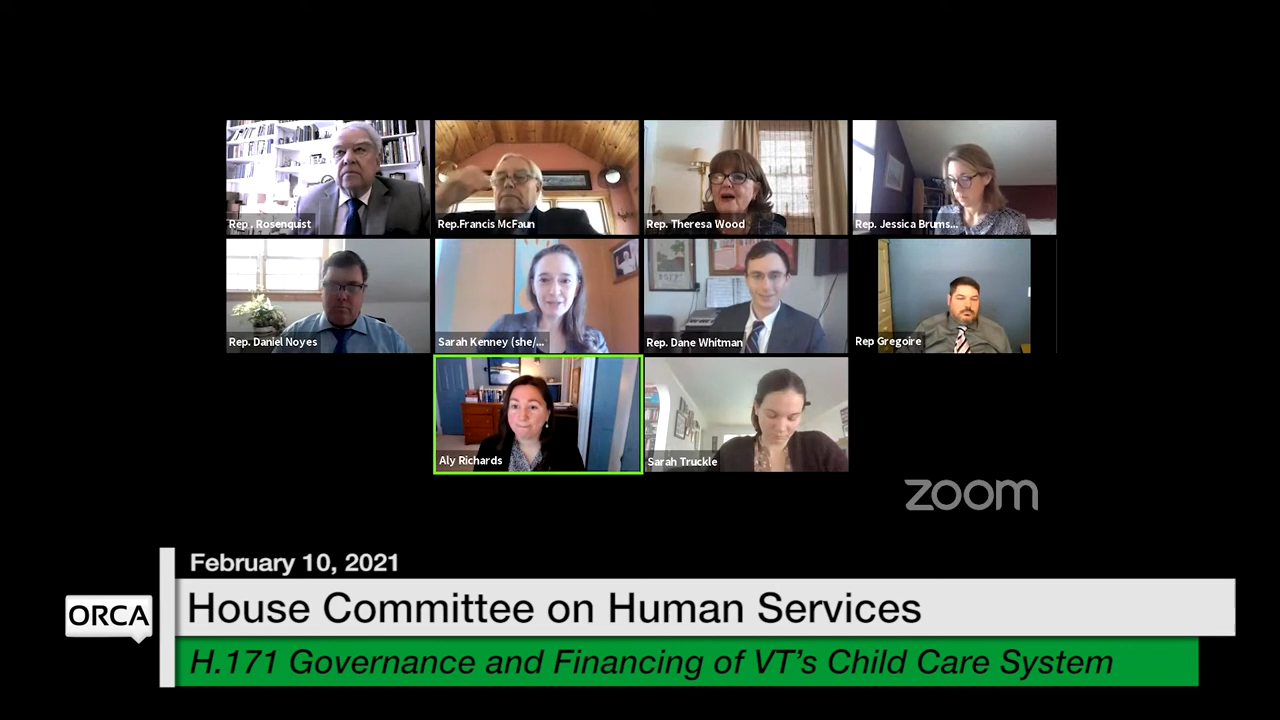 Rep . Rosenquist
Rep.Francis McFaun
Rep. Theresa Wood
Rep. Jessica Brums...
Rep. Daniel Noyes
Sarah Kenney (she/...
Rep. Dane Whitman
Rep Gregoire
Aly Richards
Sarah Truckle
zoom
February 10, 2021
ORCA
House Committee on Human Services
H.171 Governance and Financing of VT's Child Care System